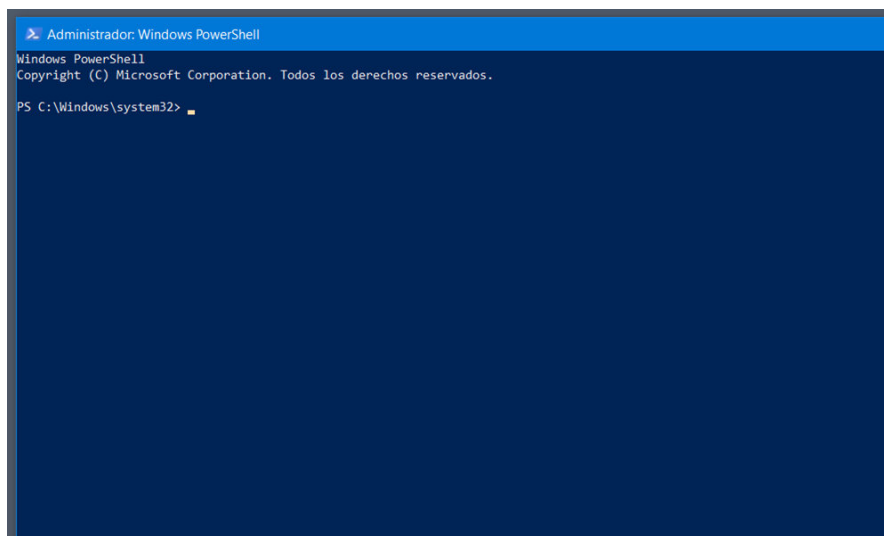 Administrador: Windows PowerShell
Windows PowerShell
Copyright (C) Microsoft Corporation. Todos los derechos reservados.
PS C:\Windows\system32>